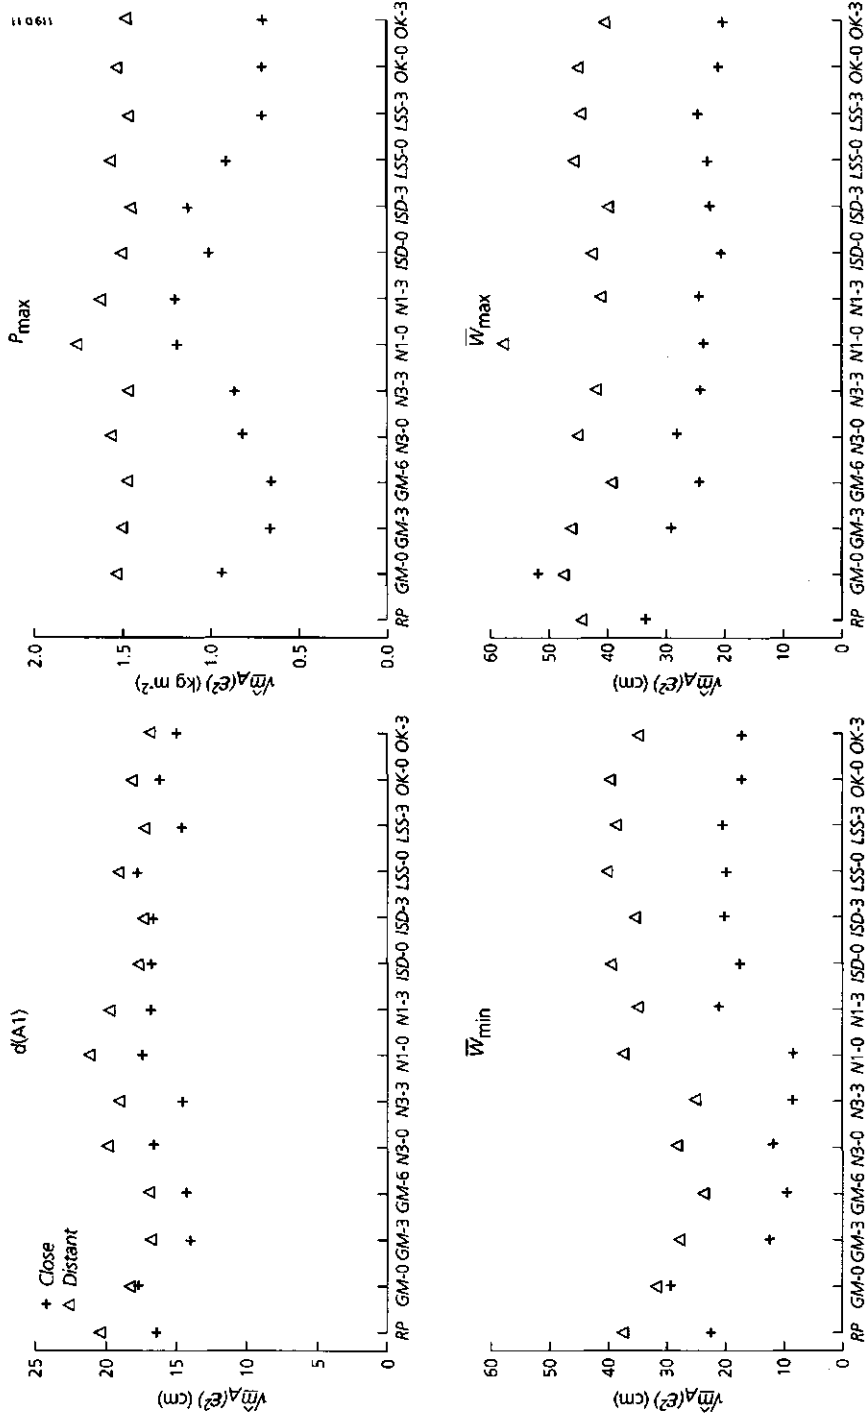 d(A1)
+ Close
△ Distant
√m̂_A(ε²) (cm)
25
20
15
10
5
0
RP GM-0 GM-3 GM-6 N3-0 N3-3 N1-0 N1-3 ISD-0 ISD-3 LSS-0 LSS-3 OK-0 OK-3
P_max
119 D 11
√m̂_A(ε²) (kg m⁻²)
2.0
1.5
1.0
0.5
0.0
RP GM-0 GM-3 GM-6 N3-0 N3-3 N1-0 N1-3 ISD-0 ISD-3 LSS-0 LSS-3 OK-0 OK-3
W̅_min
√m̂_A(ε²) (cm)
60
50
40
30
20
10
0
RP GM-0 GM-3 GM-6 N3-0 N3-3 N1-0 N1-3 ISD-0 ISD-3 LSS-0 LSS-3 OK-0 OK-3
W̅_max
√m̂_A(ε²) (cm)
60
50
40
30
20
10
0
RP GM-0 GM-3 GM-6 N3-0 N3-3 N1-0 N1-3 ISD-0 ISD-3 LSS-0 LSS-3 OK-0 OK-3